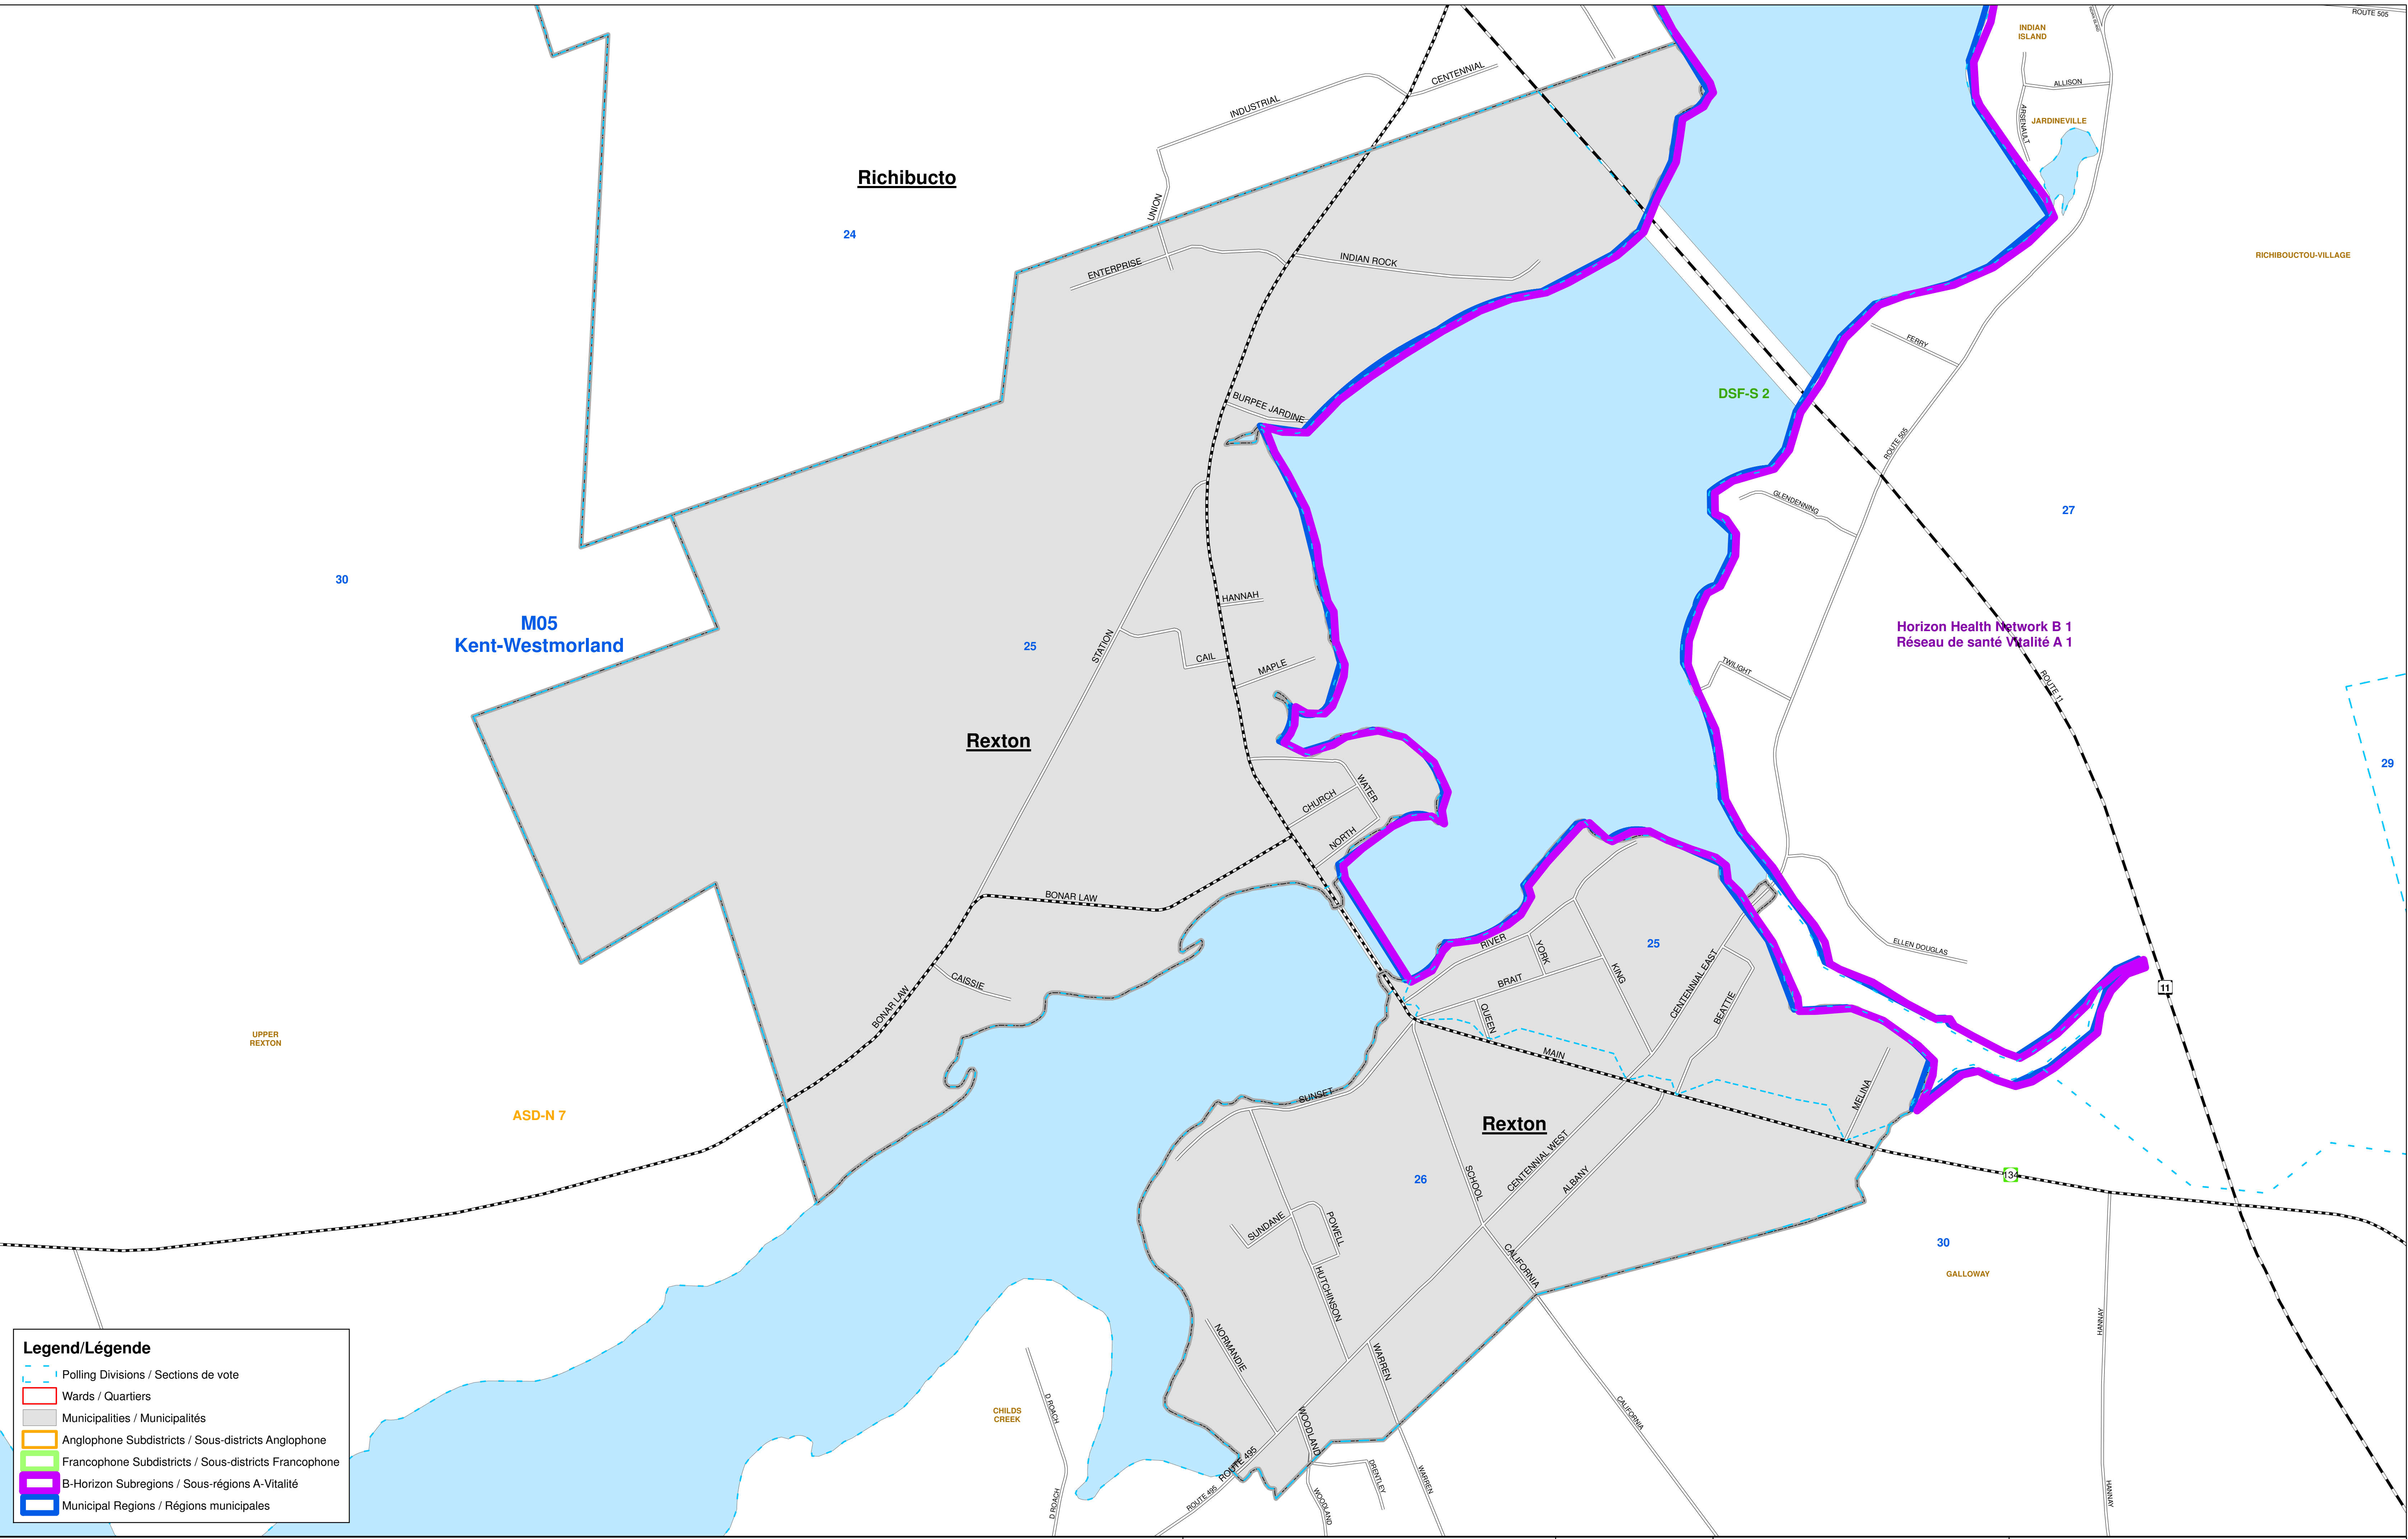 ROUTE 505
INDIAN
ISLAND
ALLISON
ARSENAULT
JARDINEVILLE
CENTENNIAL
INDUSTRIAL
Richibucto
24
UNION
ENTERPRISE
INDIAN ROCK
RICHIBOUCTOU-VILLAGE
FERRY
DSF-S 2
BURPEE JARDINE
ROUTE 505
GLENDENNING
27
30
M05
Kent-Westmorland
HANNAH
25
STATION
CAIL
MAPLE
Horizon Health Network B 1
Réseau de santé Vitalité A 1
TWILIGHT
ROUTE 11
Rexton
29
WATER
CHURCH
NORTH
BONAR LAW
RIVER
YORK
25
KING
BRAIT
QUEEN
CENTENNIAL EAST
BEATTIE
ELLEN DOUGLAS
11
CAISSIE
BONAR LAW
UPPER
REXTON
MAIN
MELINA
SUNSET
ASD-N 7
Rexton
134
26
SCHOOL
CENTENNIAL WEST
ALBANY
SUNDANE
POWELL
CALIFORNIA
30
GALLOWAY
HUTCHINSON
HANNAY
NORMANDIE
WARREN
D ROACH
CHILDS
CREEK
CALIFORNIA
WOODLAND
ROUTE 495
ROUTE 495
DRENTLEY
WARREN
WOODLAND
D ROACH
HANNAY
Legend/Légende
Polling Divisions / Sections de vote
Wards / Quartiers
Municipalities / Municipalités
Anglophone Subdistricts / Sous-districts Anglophone
Francophone Subdistricts / Sous-districts Francophone
B-Horizon Subregions / Sous-régions A-Vitalité
Municipal Regions / Régions municipales